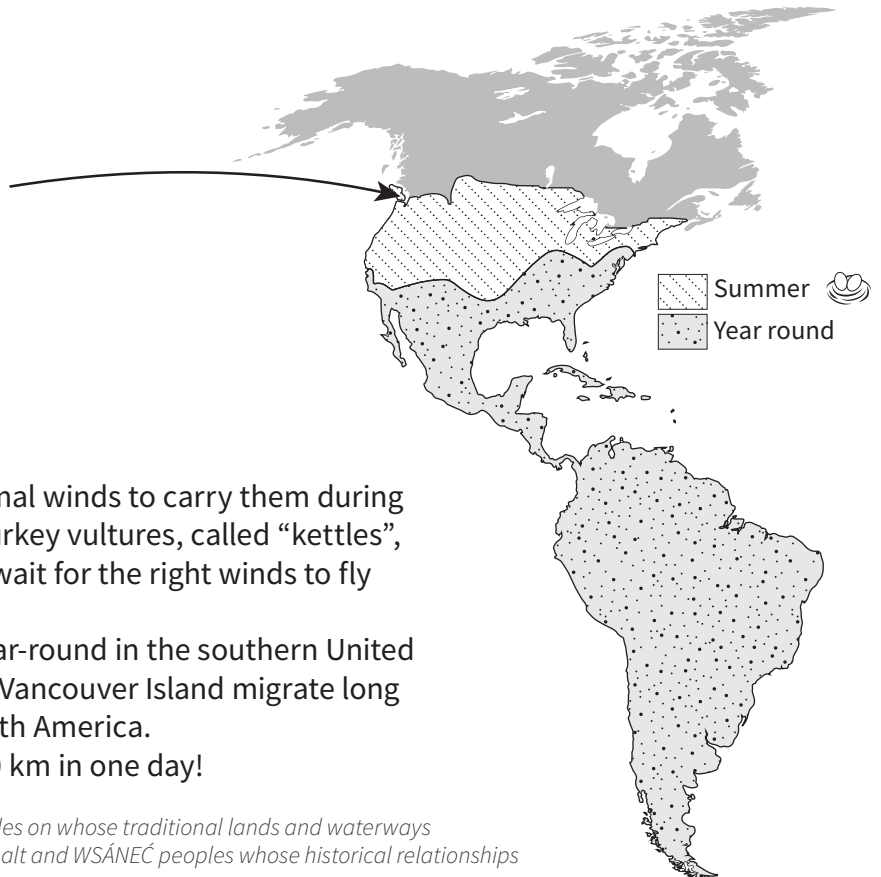 Summer
Year round
mal winds to carry them during
urkey vultures, called “kettles”,
wait for the right winds to fly
ar-round in the southern United
Vancouver Island migrate long
th America.
km in one day!
les on whose traditional lands and waterways
alt and WSÁNEĆ peoples whose historical relationships